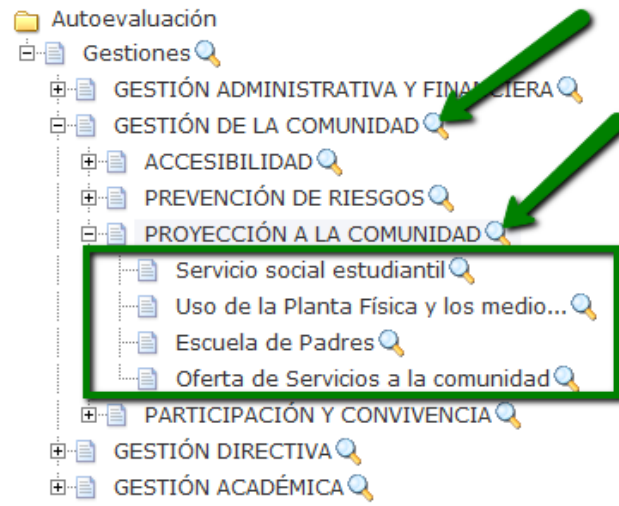 Autoevaluación
Gestiones
GESTIÓN ADMINISTRATIVA Y FINANCIERA
GESTIÓN DE LA COMUNIDAD
ACCESIBILIDAD
PREVENCIÓN DE RIESGOS
PROYECCIÓN A LA COMUNIDAD
Servicio social estudiantil
Uso de la Planta Física y los medio...
Escuela de Padres
Oferta de Servicios a la comunidad
PARTICIPACIÓN Y CONVIVENCIA
GESTIÓN DIRECTIVA
GESTIÓN ACADÉMICA